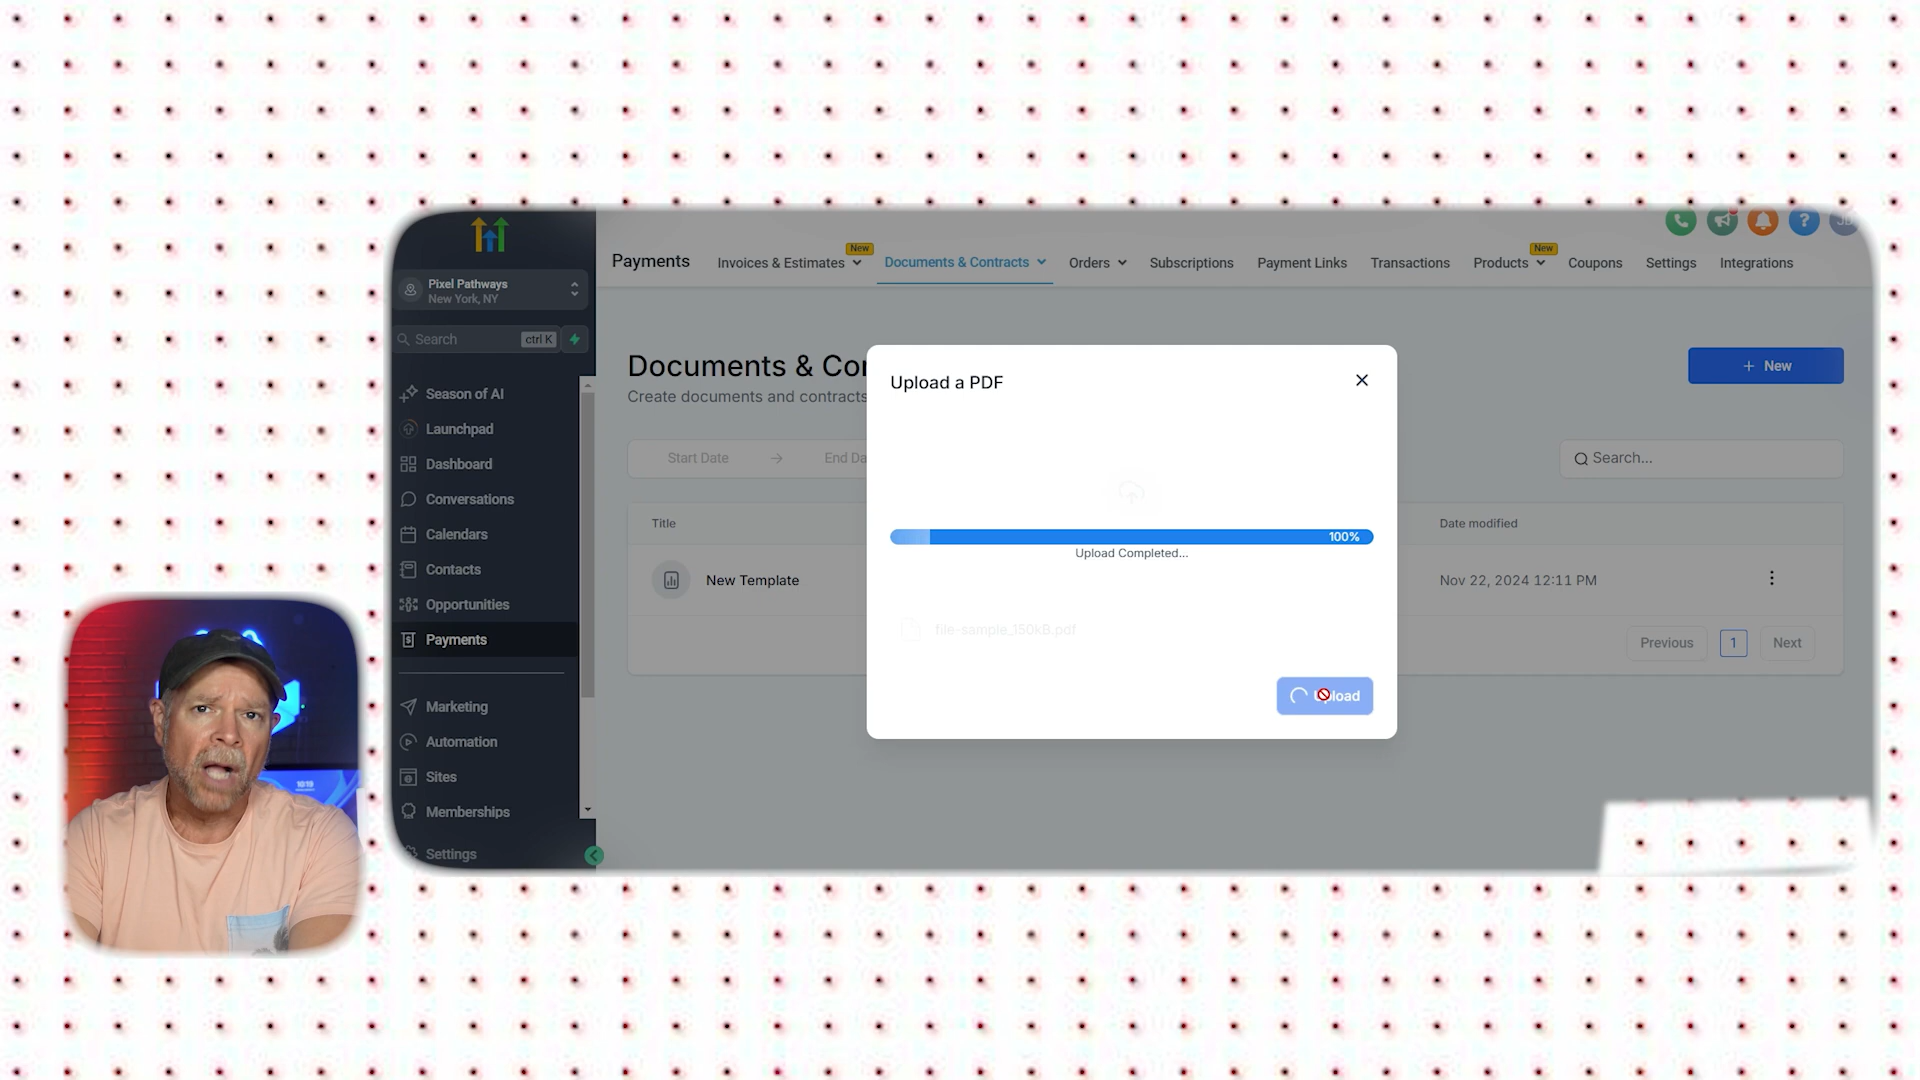 Pixel Pathways
New York, NY
Search
ctrl K
Season of AI
Launchpad
Dashboard
Conversations
Calendars
Contacts
Opportunities
Payments
Marketing
Automation
Sites
Memberships
Settings
Payments
Invoices & Estimates
New
Documents & Contracts
Orders
Subscriptions
Payment Links
Transactions
Products
New
Coupons
Settings
Integrations
Documents & Co
Create documents and contracts
+ New
Start Date → End Da
Search...
Title
Date modified
New Template
Nov 22, 2024 12:11 PM
Previous 1 Next
Upload a PDF
100%
Upload Completed...
file-sample_150kB.pdf
Upload